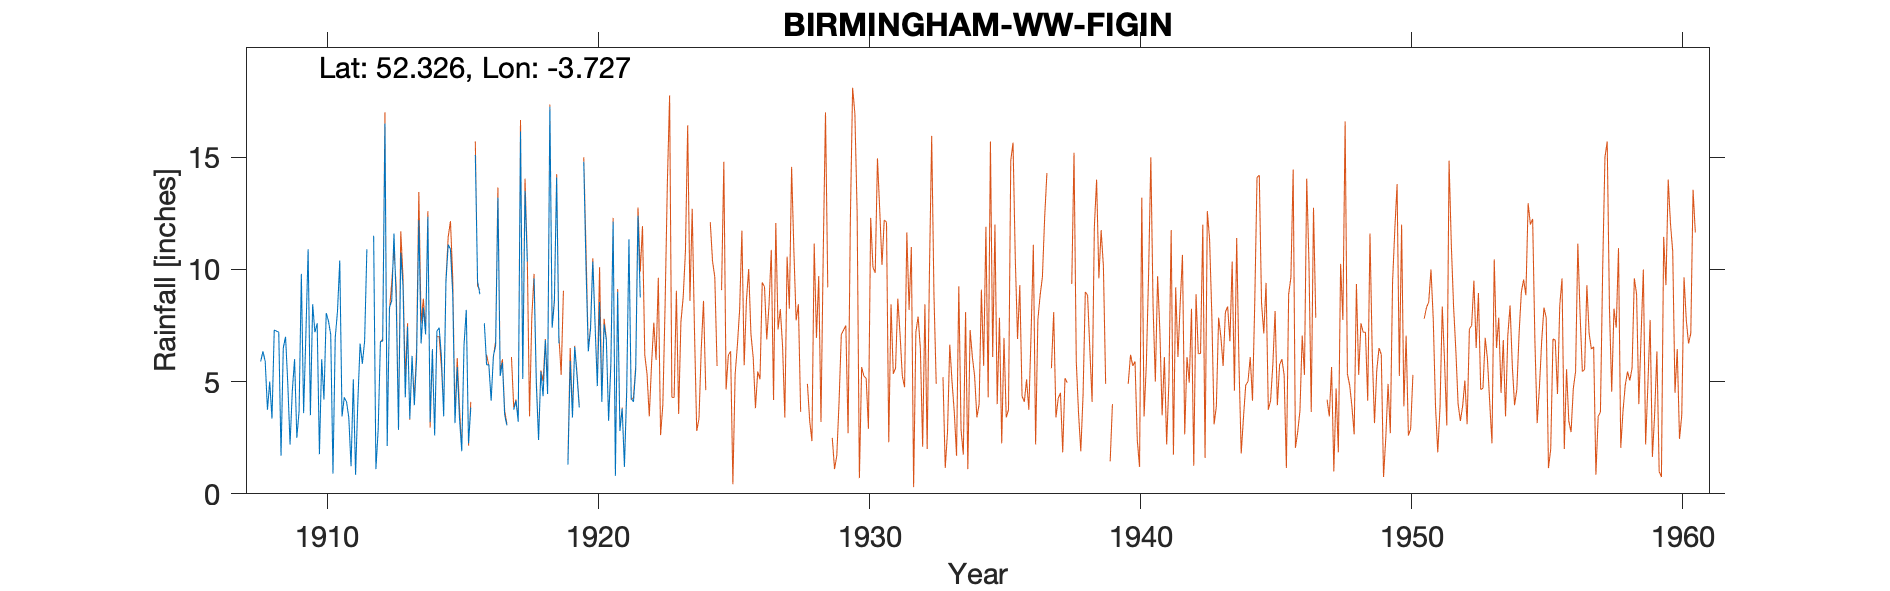 BIRMINGHAM-WW-FIGIN
Lat: 52.326, Lon: -3.727
15
10
5
0
Rainfall [inches]
1910 1920 1930 1940 1950 1960
Year